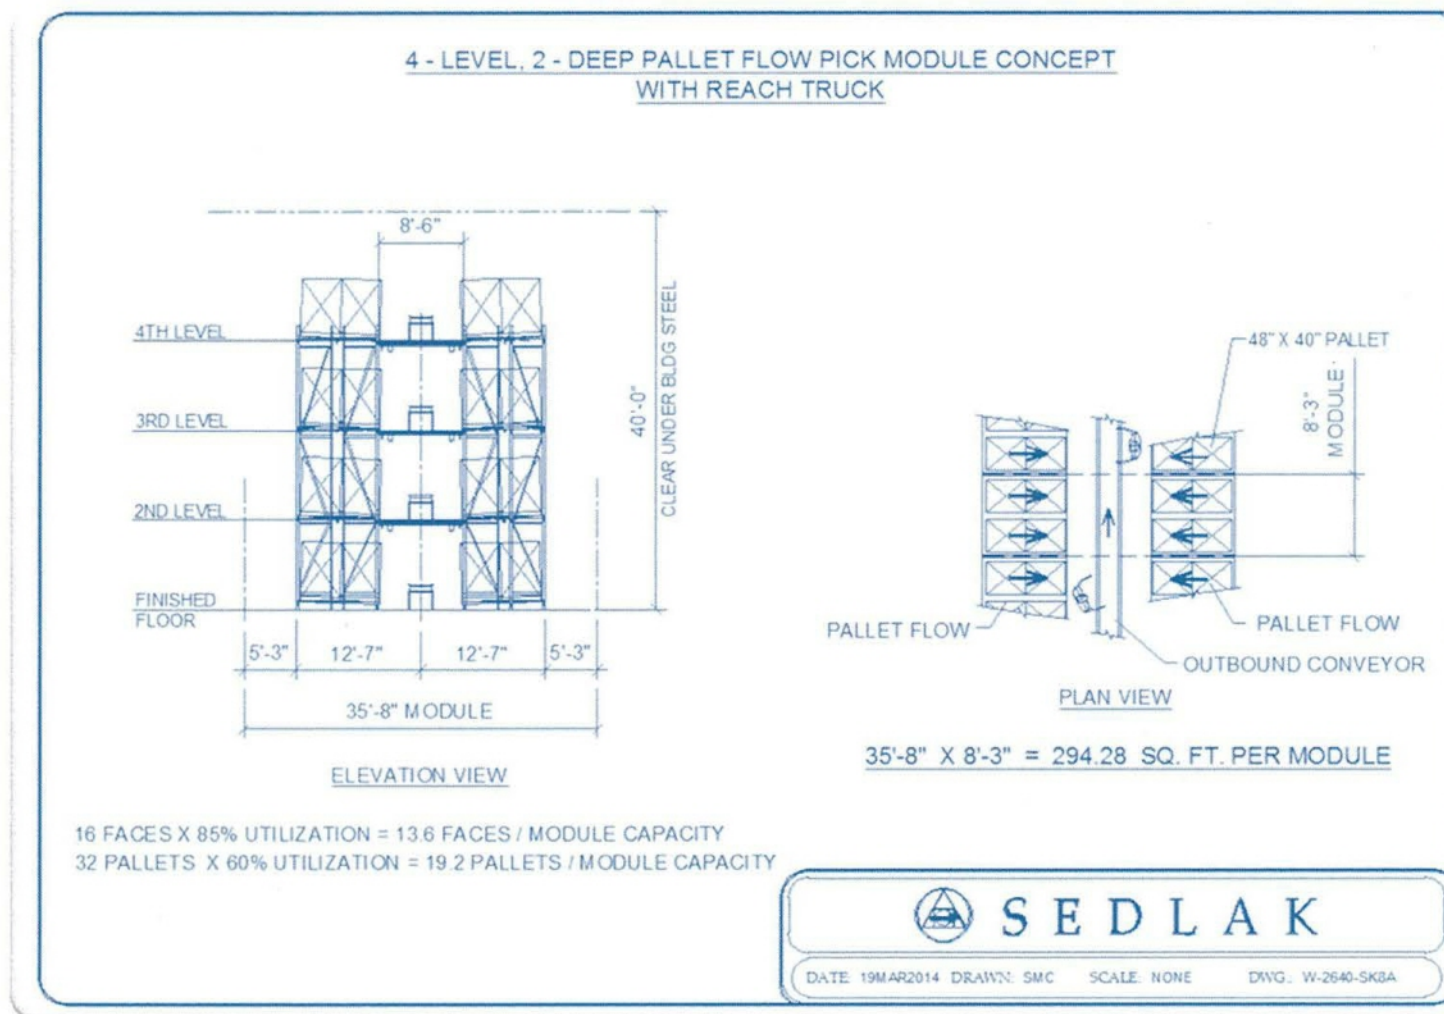 4 - LEVEL, 2 - DEEP PALLET FLOW PICK MODULE CONCEPT
WITH REACH TRUCK
8'-6"
4TH LEVEL
3RD LEVEL
2ND LEVEL
FINISHED
FLOOR
40'-0"
CLEAR UNDER BLDG STEEL
5'-3"
12'-7"
12'-7"
5'-3"
35'-8" MODULE
ELEVATION VIEW
48" X 40" PALLET
8'-3"
MODULE
PALLET FLOW
PALLET FLOW
OUTBOUND CONVEYOR
PLAN VIEW
35'-8" X 8'-3" = 294.28 SQ. FT. PER MODULE
16 FACES X 85% UTILIZATION = 13.6 FACES / MODULE CAPACITY
32 PALLETS X 60% UTILIZATION = 19.2 PALLETS / MODULE CAPACITY
SEDLAK
DATE: 19MAR2014 DRAWN: SMC SCALE: NONE DWG.: W-2640-SK8A